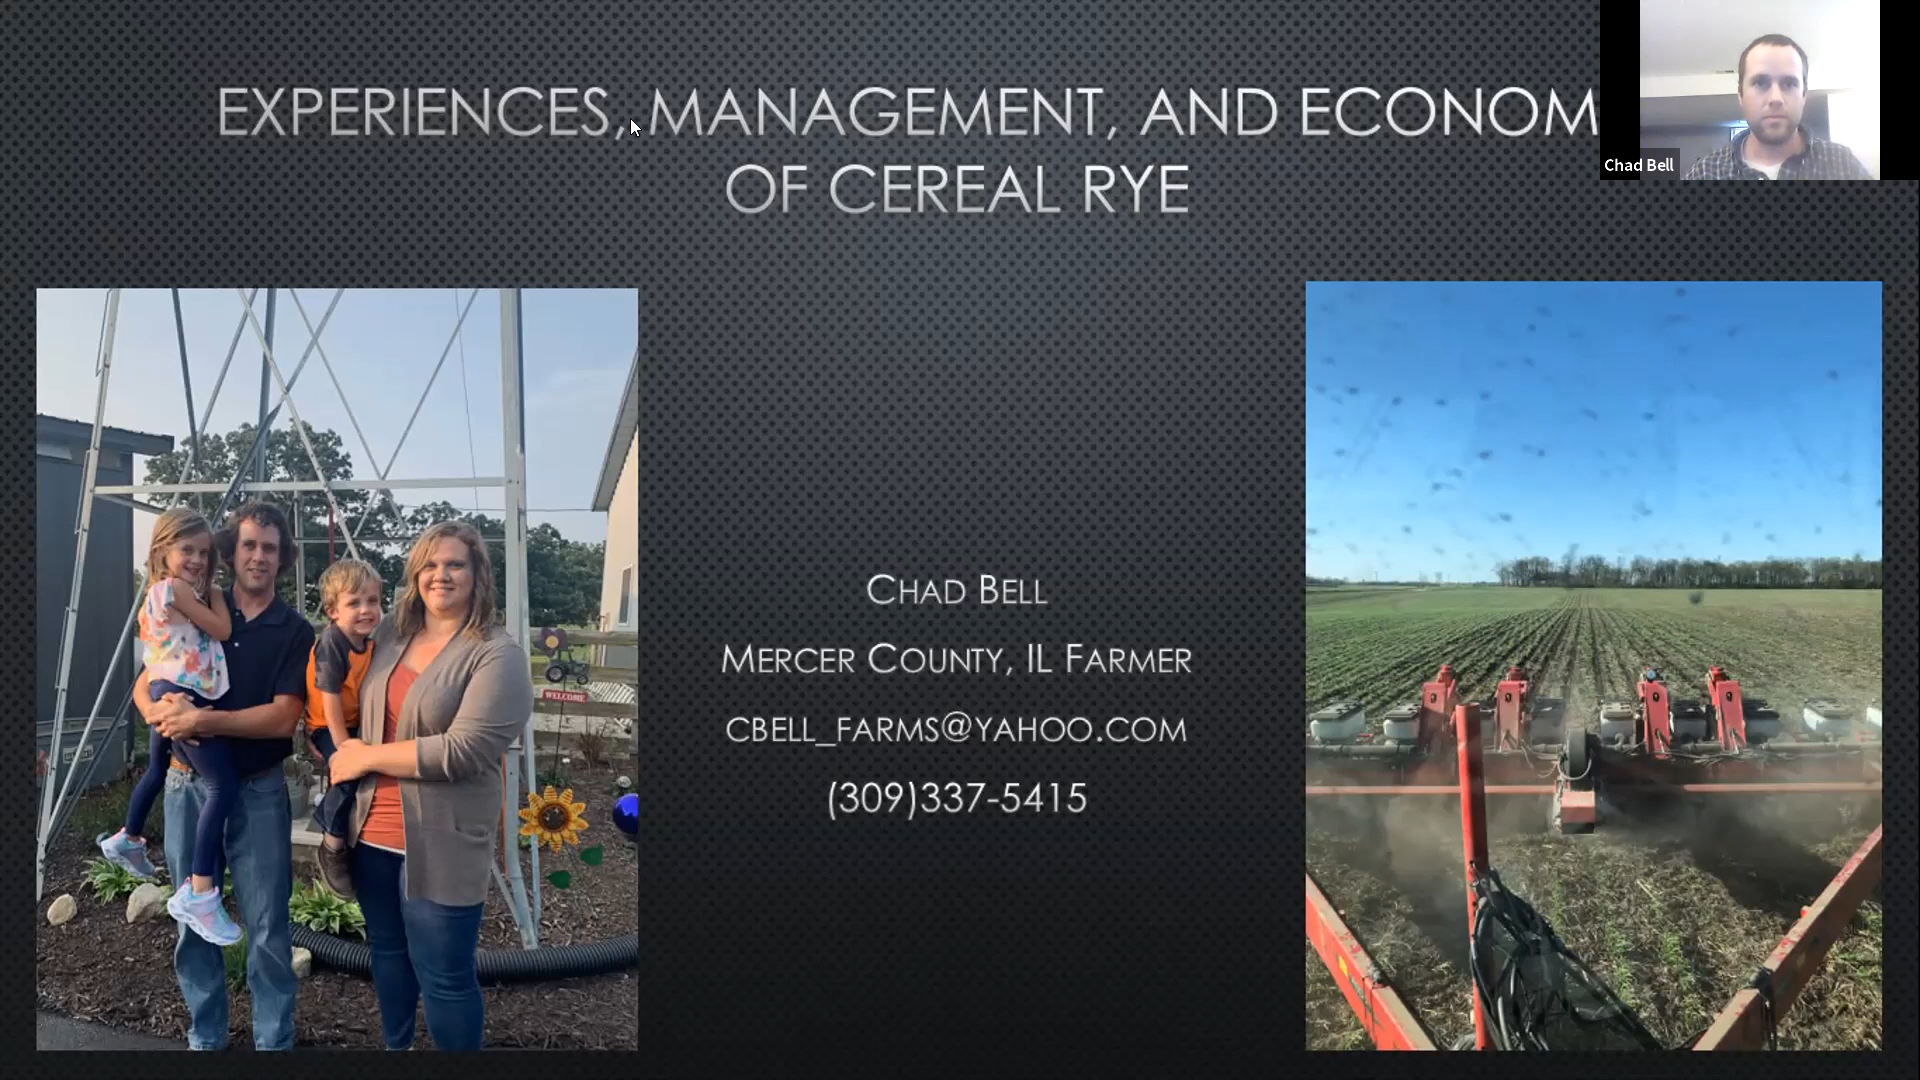 EXPERIENCES, MANAGEMENT, AND ECONOM
OF CEREAL RYE
Chad Bell
CHAD BELL
MERCER COUNTY, IL FARMER
CBELL_FARMS@YAHOO.COM
(309)337-5415
WELCOME